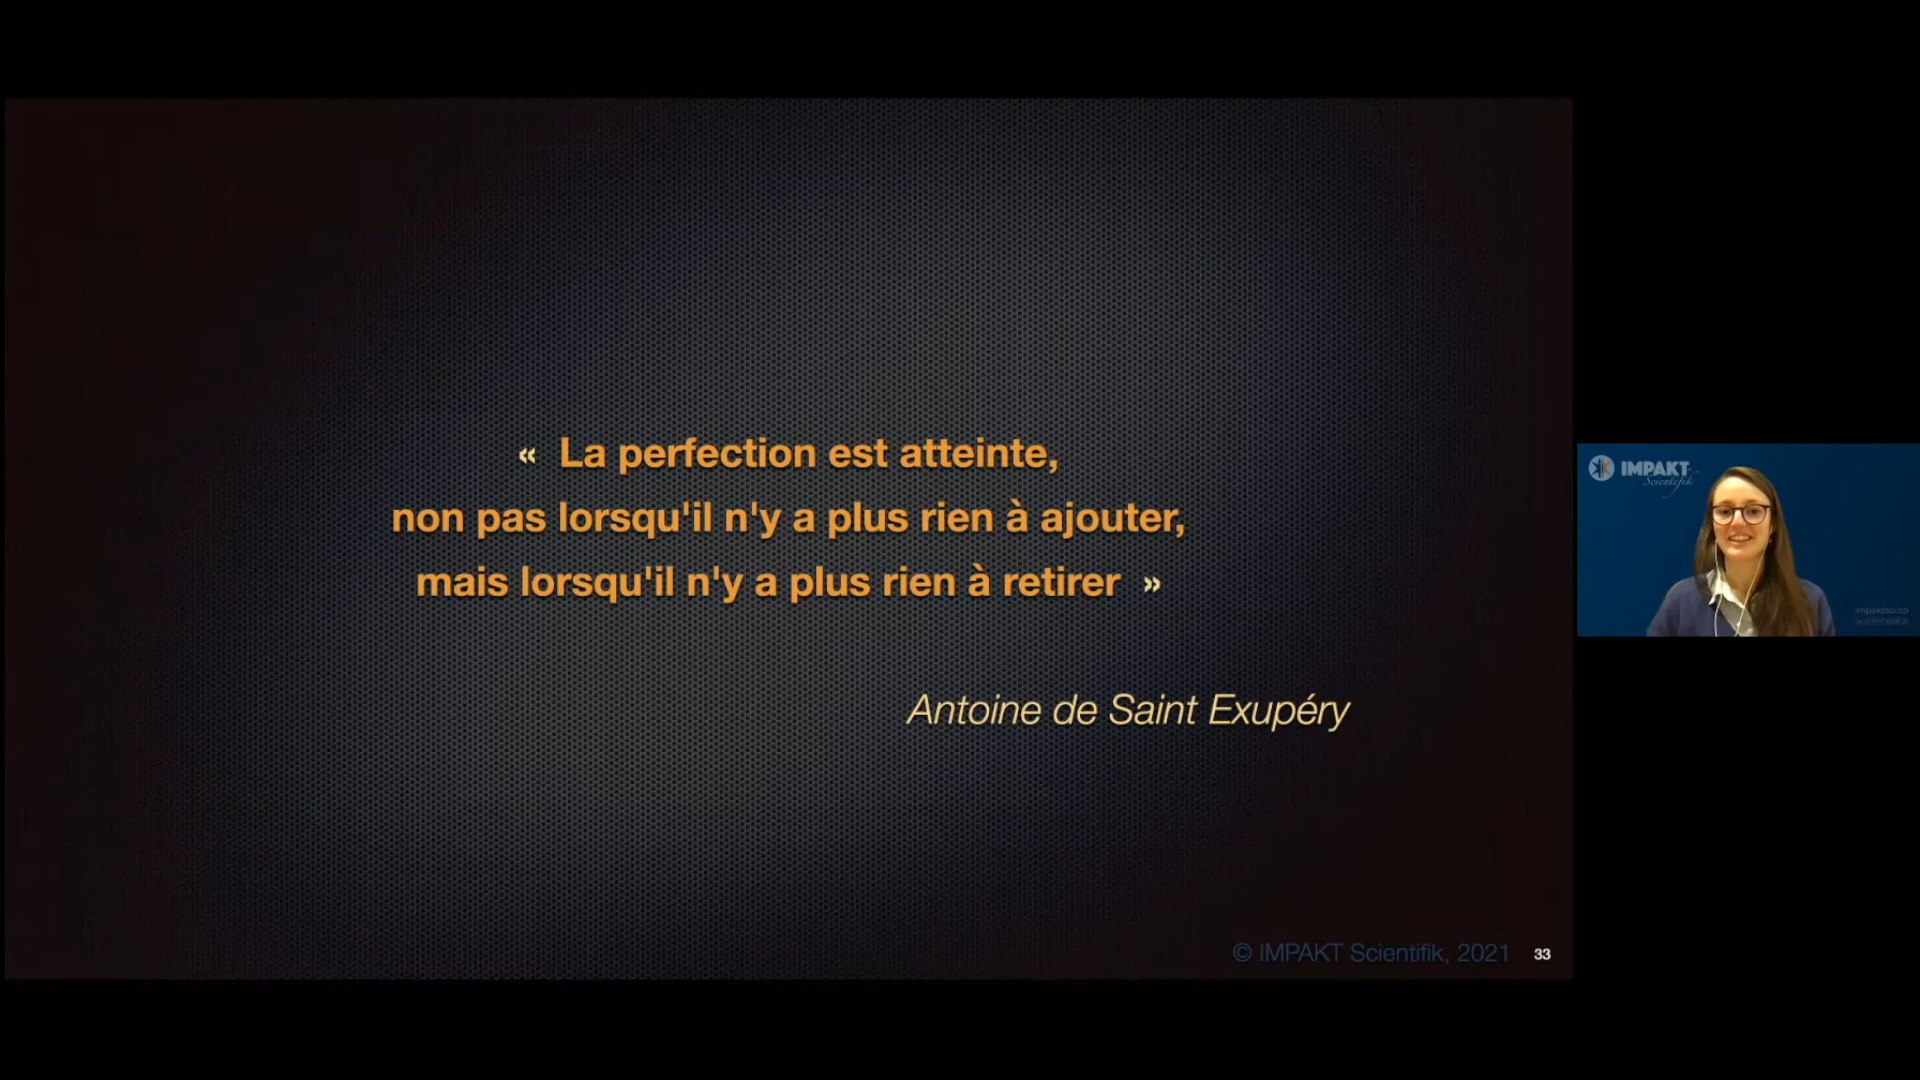 « La perfection est atteinte,
non pas lorsqu'il n'y a plus rien à ajouter,
mais lorsqu'il n'y a plus rien à retirer »
Antoine de Saint Exupéry
© IMPAKT Scientifik, 2021 33
IMPAKT
Scientifik